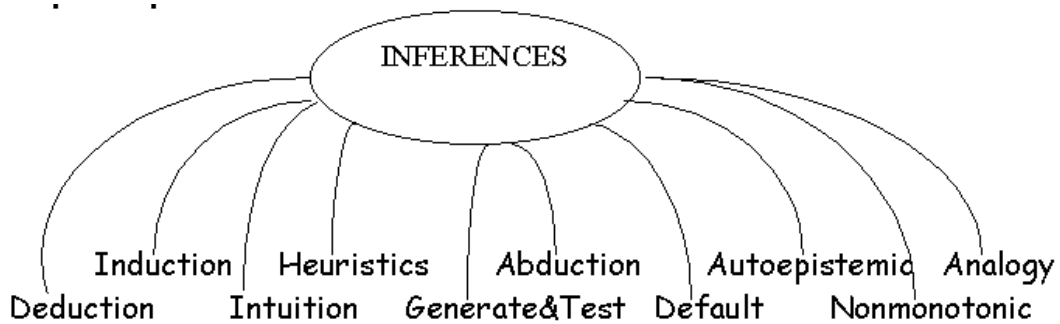 INFERENCES
Induction Heuristics Abduction Autoepistemic Analogy
Deduction Intuition Generate&Test Default Nonmonotonic